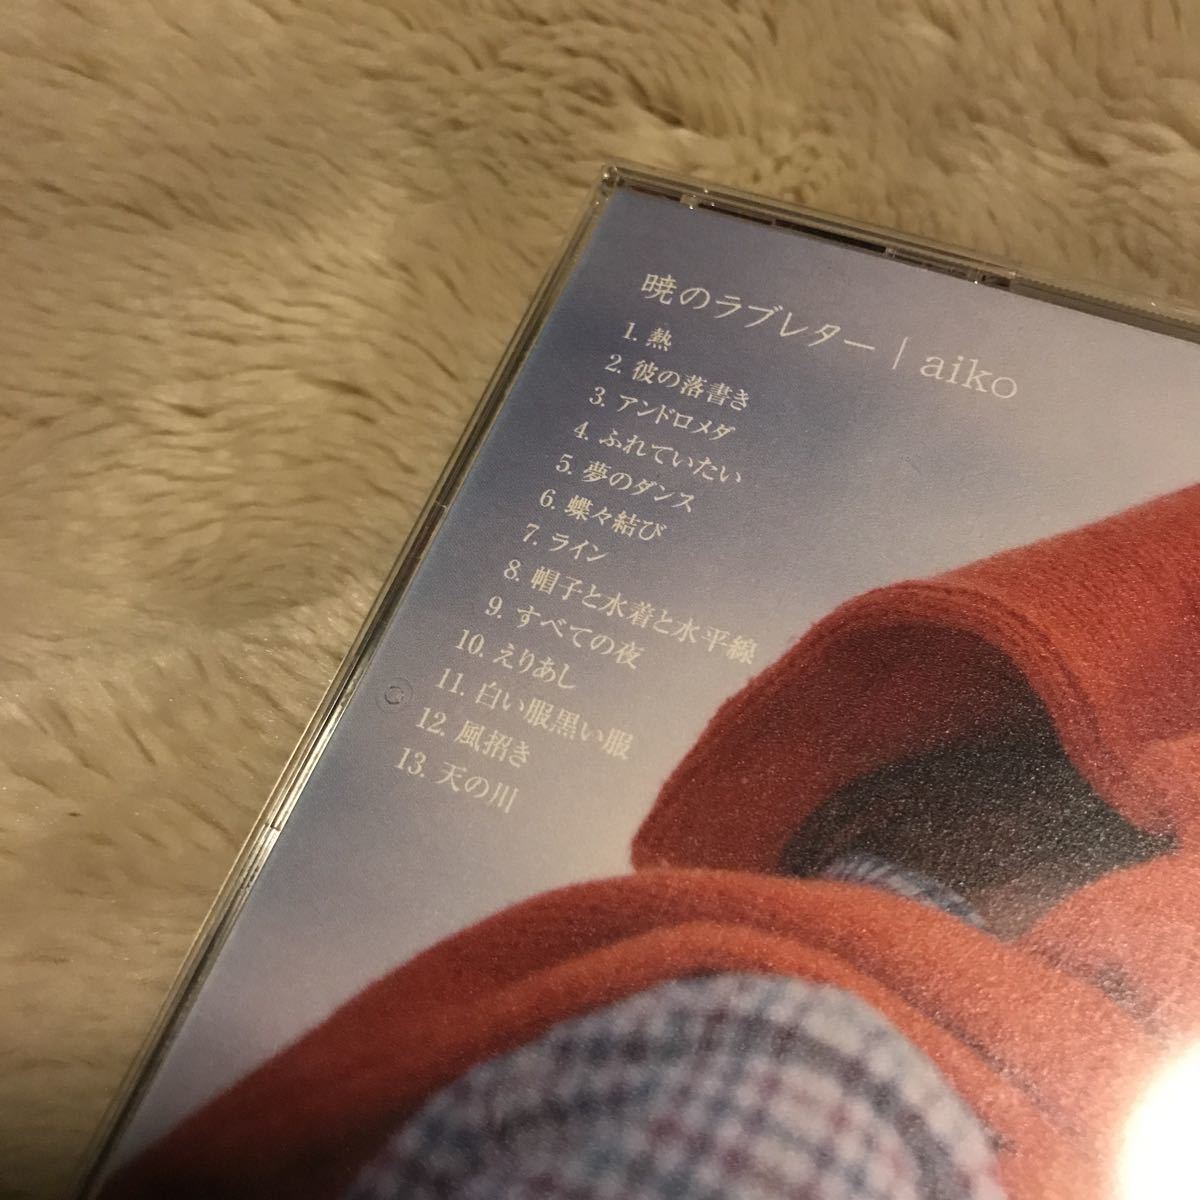 暁のラブレター | aiko
1. 熱
2. 彼の落書き
3. アンドロメダ
4. ふれていたい
5. 夢のダンス
6. 蝶々結び
7. ライン
8. 帽子と水着と水平線
9. すべての夜
10. えりあし
11. 白い服黒い服
12. 風招き
13. 天の川